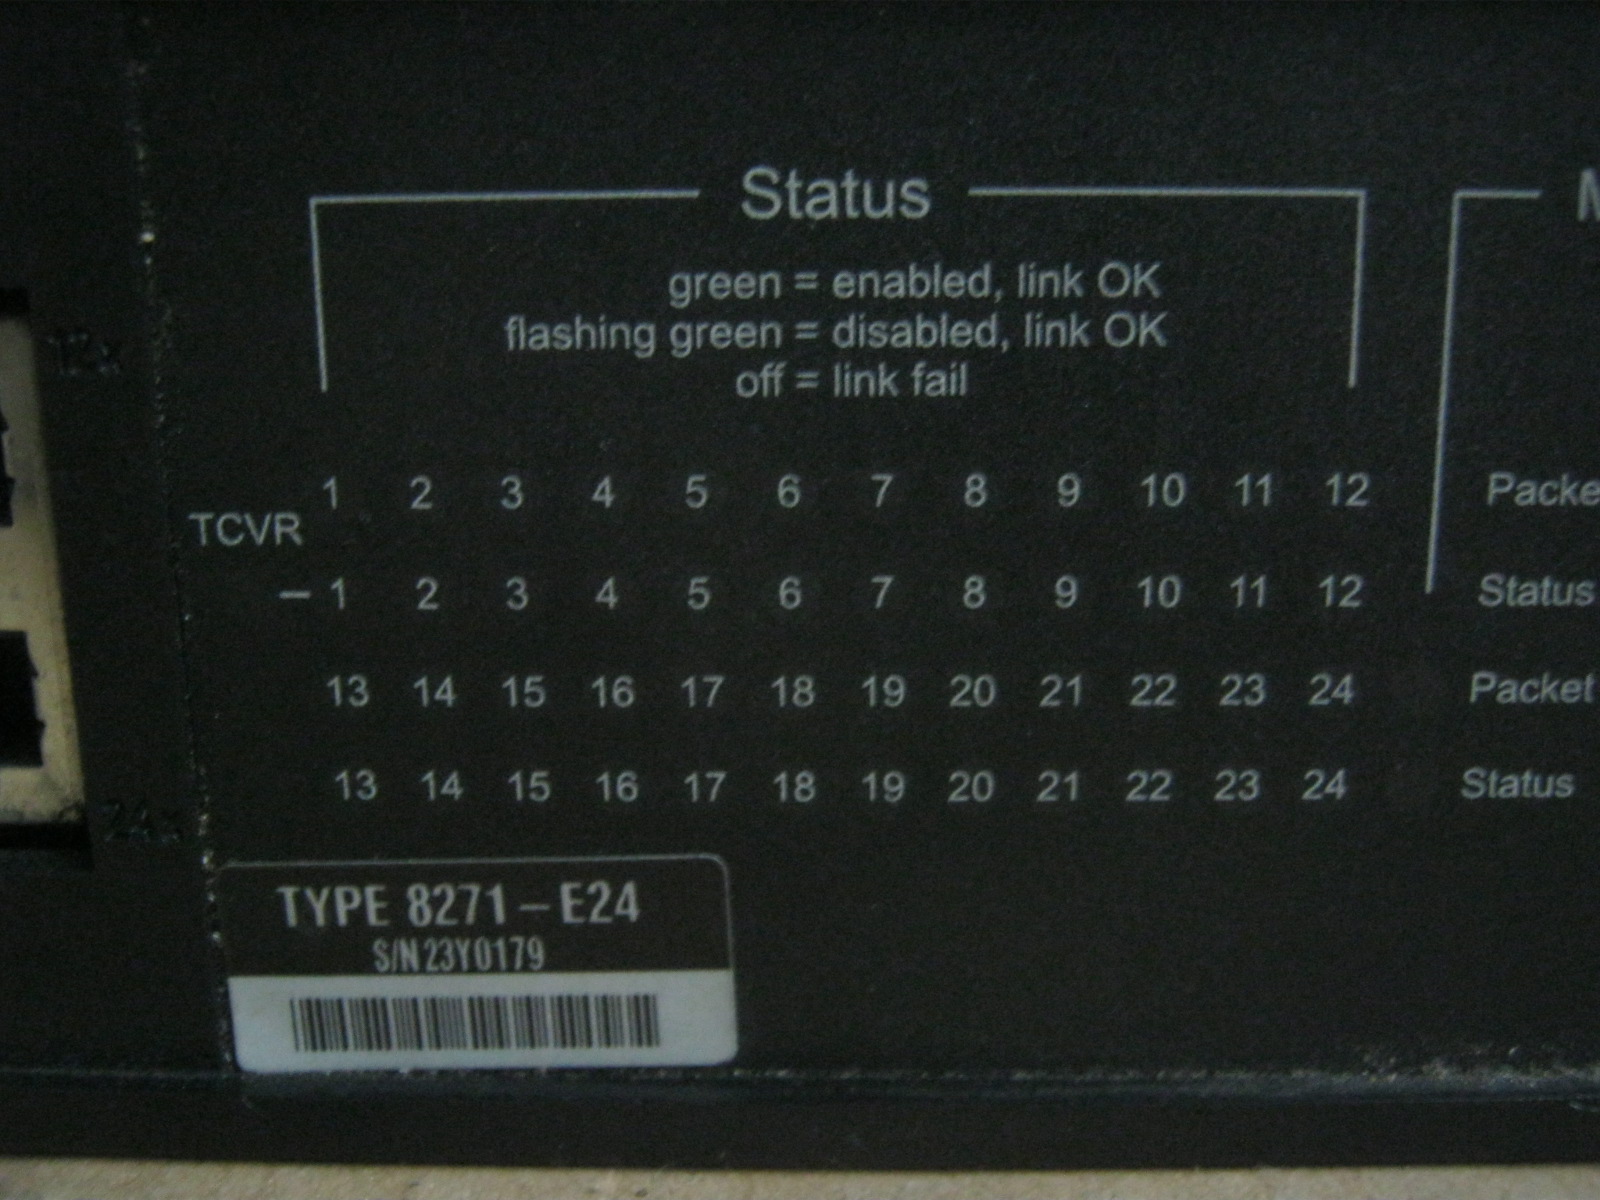 Status
green = enabled, link OK
flashing green = disabled, link OK
off = link fail
12x
1 2 3 4 5 6 7 8 9 10 11 12 Packe
TCVR
– 1 2 3 4 5 6 7 8 9 10 11 12 Status
13 14 15 16 17 18 19 20 21 22 23 24 Packet
13 14 15 16 17 18 19 20 21 22 23 24 Status
24x
TYPE 8271-E24
S/N 23Y0179